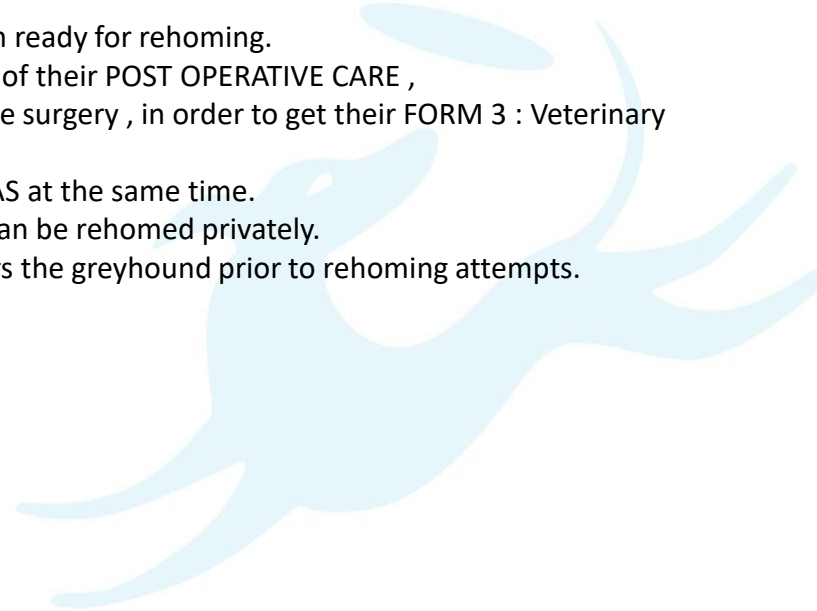 ready for rehoming.
of their POST OPERATIVE CARE ,
e surgery , in order to get their FORM 3 : Veterinary
AS at the same time.
an be rehomed privately.
s the greyhound prior to rehoming attempts.